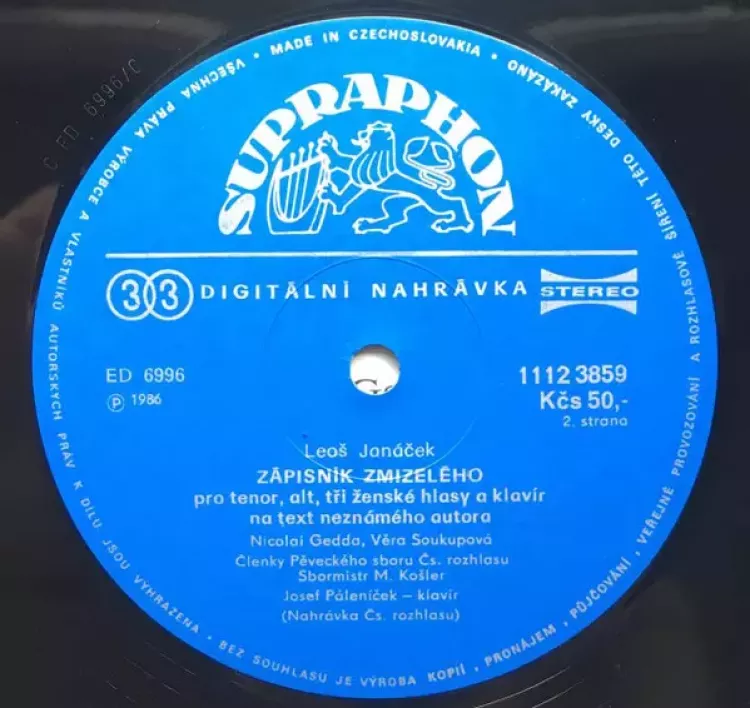 VŠECHNA PRÁVA VÝROBCE A VLASTNÍKŮ AUTORSKÝCH PRÁV K DÍLU JSOU VYHRAZENA • BEZ SOUHLASU JE VÝROBA KOPIÍ, PRONÁJEM, PŮJČOVÁNÍ, VEŘEJNÉ PROVOZOVÁNÍ A ROZHLASOVÉ ŠÍŘENÍ TÉTO DESKY ZAKÁZÁNO • MADE IN CZECHOSLOVAKIA •
C ED 6996/C
SUPRAPHON
33 DIGITÁLNÍ NAHRÁVKA STEREO
ED 6996 1112 3859
Ⓟ 1986 Kčs 50,-
2. strana
Leoš Janáček
ZÁPISNÍK ZMIZELÉHO
pro tenor, alt, tři ženské hlasy a klavír
na text neznámého autora
Nicolai Gedda, Věra Soukupová
Členky Pěveckého sboru Čs. rozhlasu
Sbormistr M. Košler
Josef Páleníček – klavír
(Nahrávka Čs. rozhlasu)